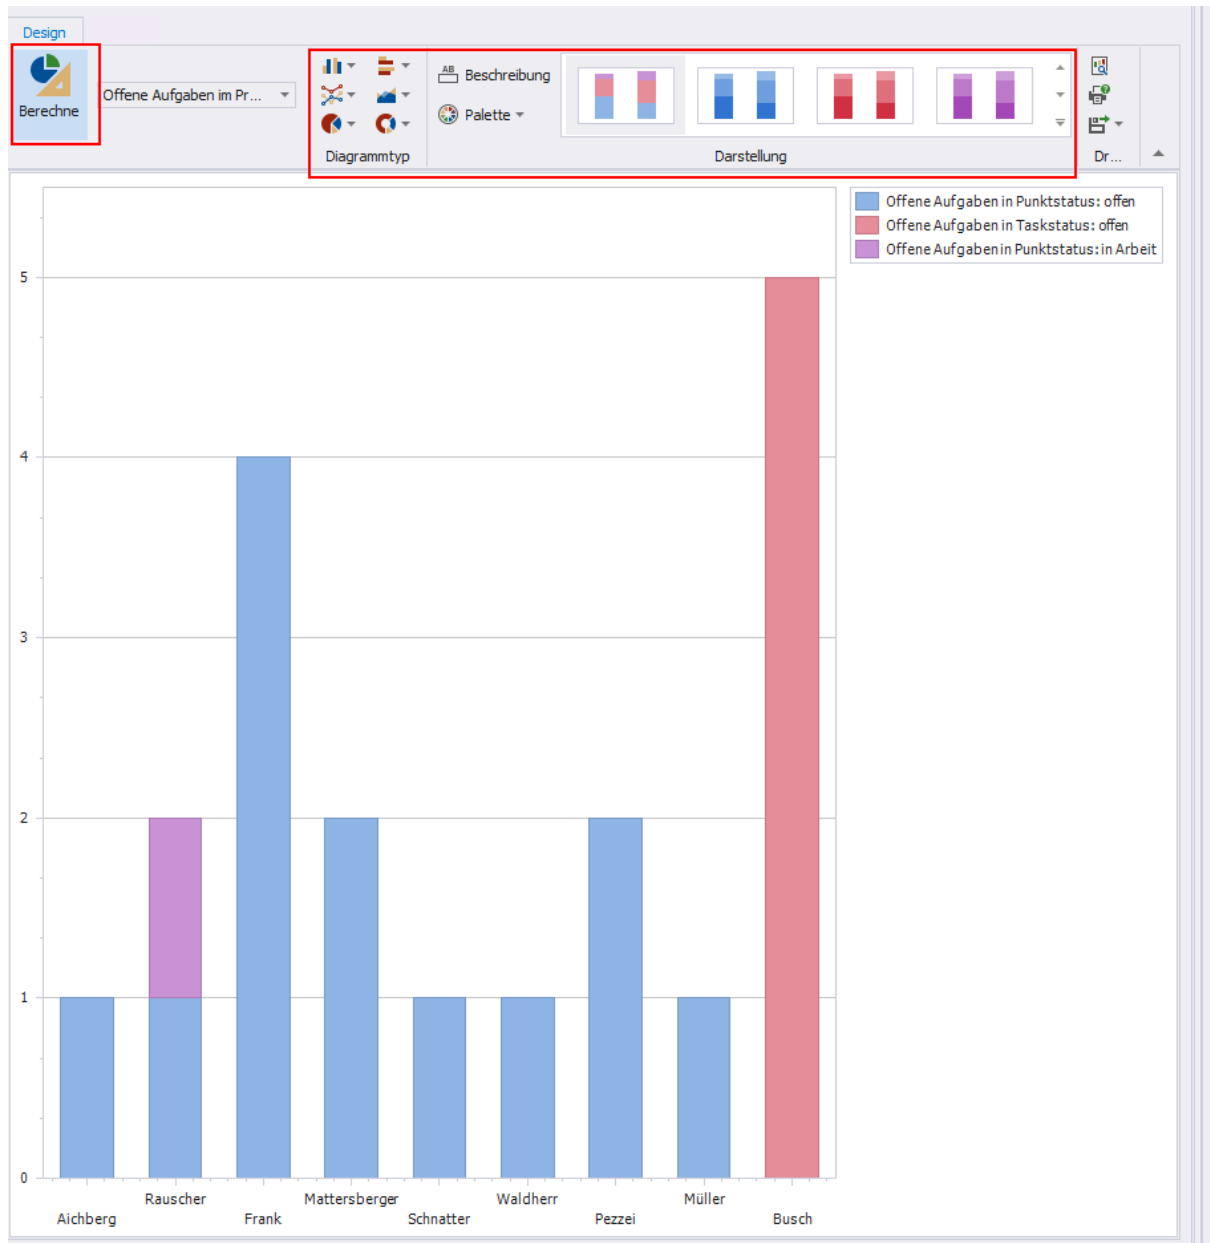 Design
Berechne
Offene Aufgaben im Pr...
AB Beschreibung
Palette
Diagrammtyp
Darstellung
Dr...
Offene Aufgaben in Punktstatus: offen
Offene Aufgaben in Taskstatus: offen
Offene Aufgaben in Punktstatus: in Arbeit
5
4
3
2
1
0
Aichberg
Rauscher
Frank
Mattersberger
Schnatter
Waldherr
Pezzei
Müller
Busch